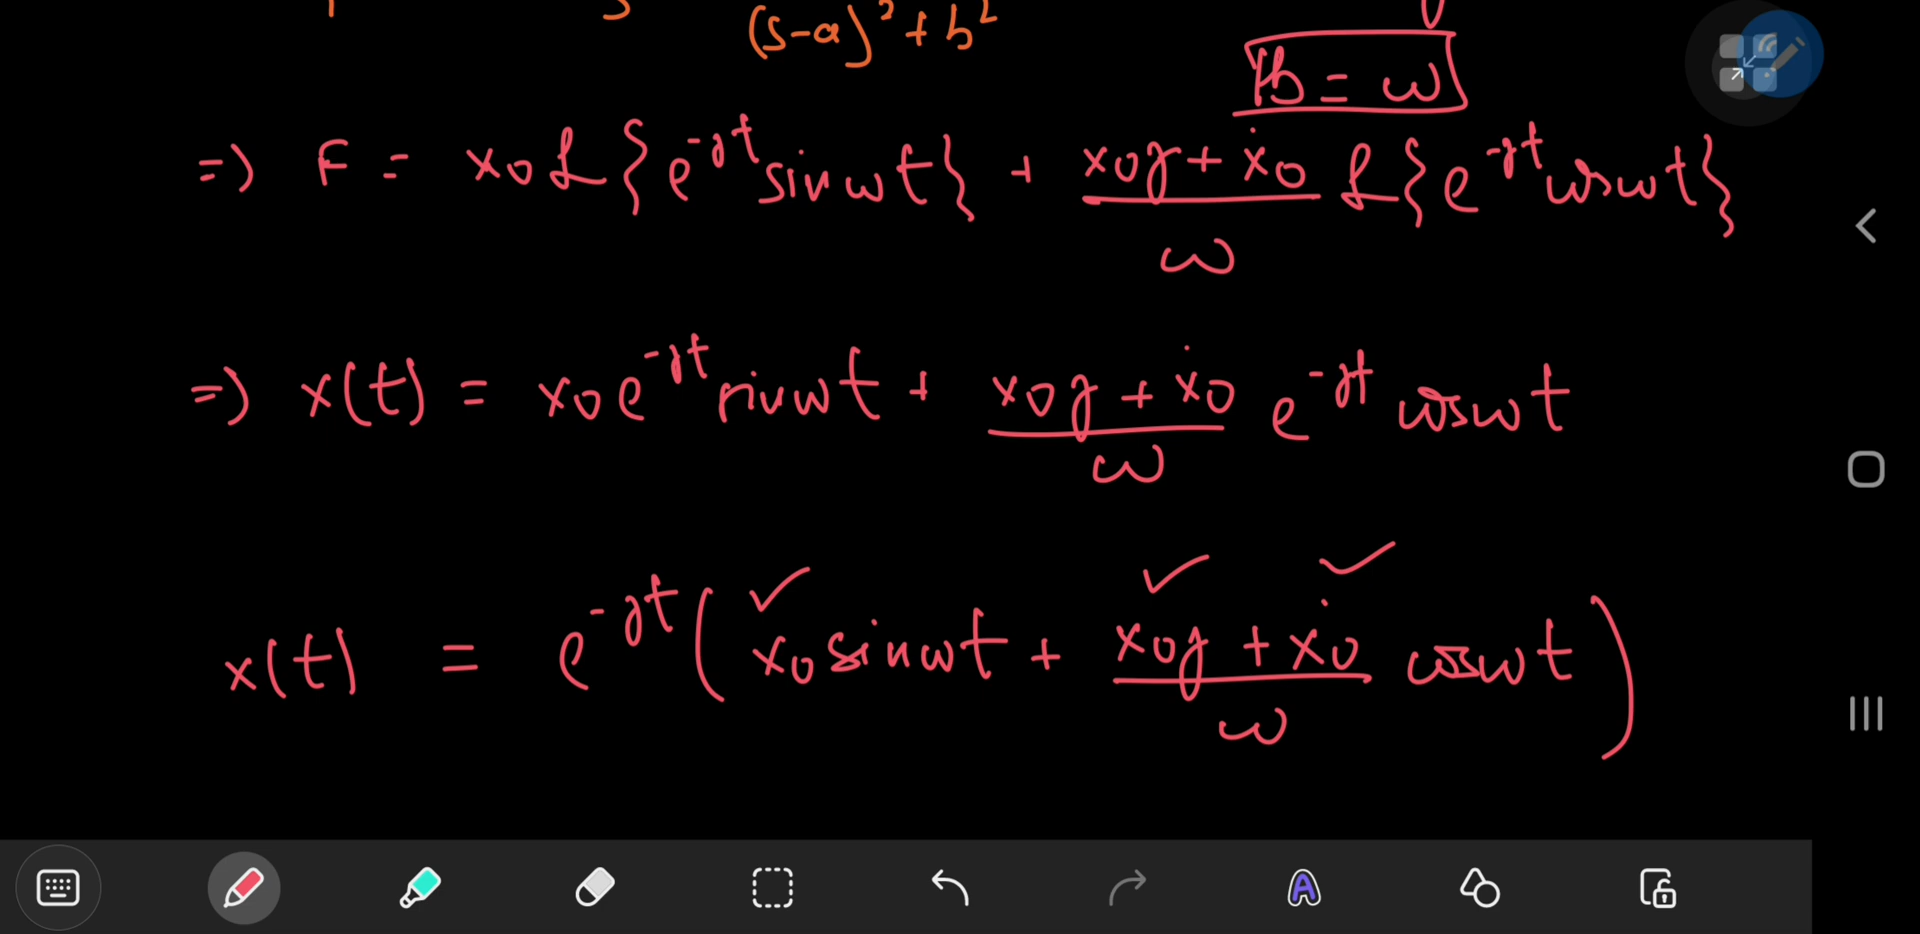 (s-a)² + b²
b = ω
⇒ F = x₀ ℒ{e^{-γt} sin ωt} + (x₀γ + ẋ₀)/ω ℒ{e^{-γt} cos ωt}
⇒ x(t) = x₀ e^{-γt} sin ωt + (x₀γ + ẋ₀)/ω e^{-γt} cos ωt
x(t) = e^{-γt} (x₀ sin ωt + (x₀γ + ẋ₀)/ω cos ωt)
A